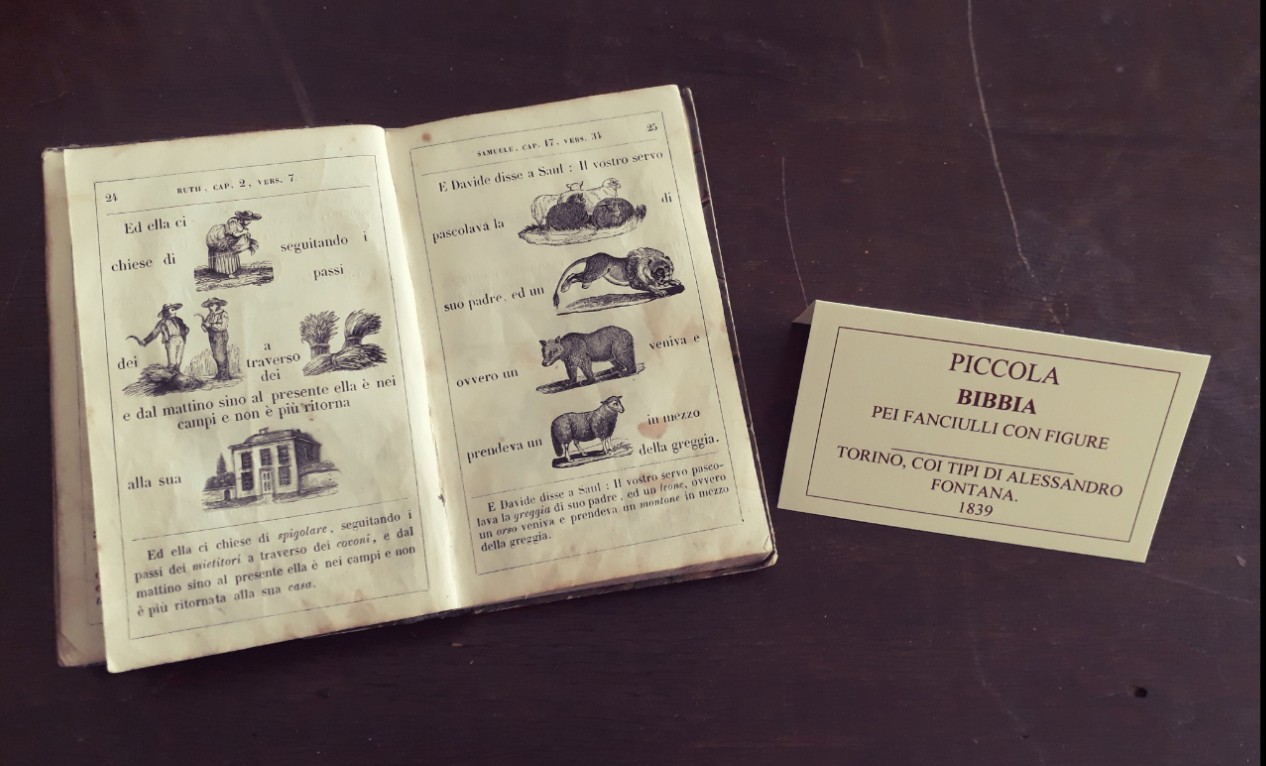 24
RUTH, CAP. 2, VERS. 7
Ed ella ci
chiese di seguitando i
passi
dei a
traverso
dei
e dal mattino sino al presente ella è nei
campi e non è più ritorna
alla sua
Ed ella ci chiese di spigolare, seguitando i
passi dei mietitori a traverso dei covoni, e dal
mattino sino al presente ella è nei campi e non
è più ritornata alla sua casa.
SAMUELE, CAP. 17, VERS. 34
25
E Davide disse a Saul : Il vostro servo
pascolava la di
suo padre, ed un
ovvero un veniva e
prendeva un in mezzo
della greggia.
E Davide disse a Saul : Il vostro servo pasco-
lava la greggia di suo padre, ed un leone, ovvero
un orso veniva e prendeva un montone in mezzo
della greggia.
PICCOLA
BIBBIA
PEI FANCIULLI CON FIGURE
TORINO, COI TIPI DI ALESSANDRO
FONTANA.
1839